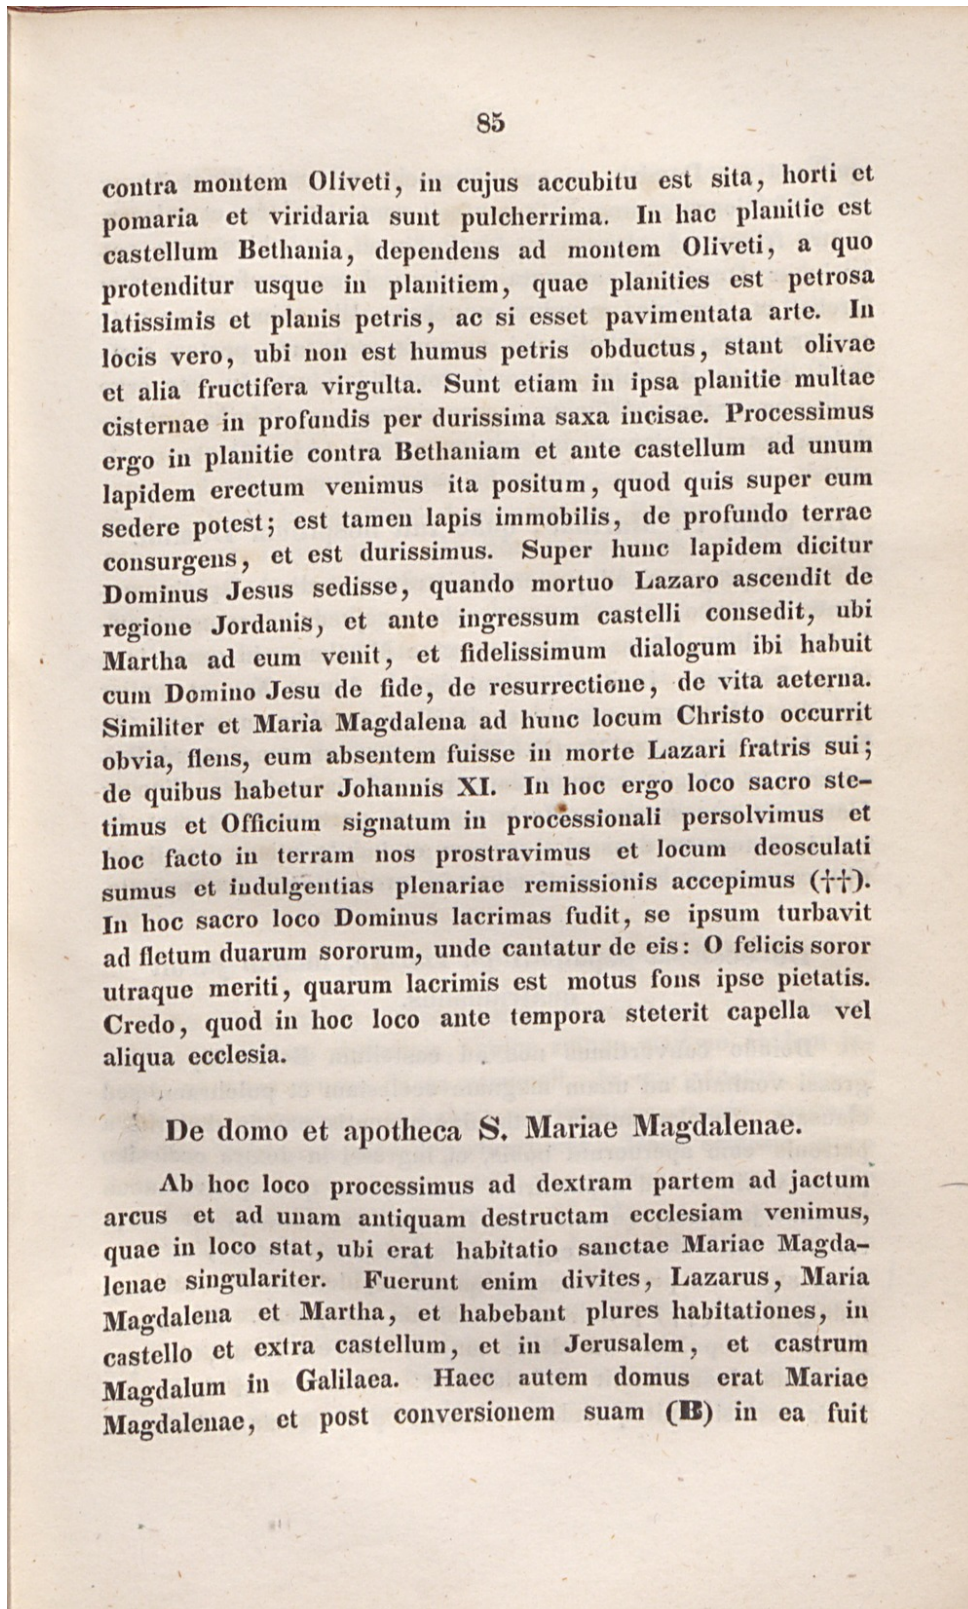 85
contra montem Oliveti, in cujus accubitu est sita, horti et
pomaria et viridaria sunt pulcherrima. In hac planitie est
castellum Bethania, dependens ad montem Oliveti, a quo
protenditur usque in planitiem, quae planities est petrosa
latissimis et planis petris, ac si esset pavimentata arte. In
locis vero, ubi non est humus petris obductus, stant olivae
et alia fructifera virgulta. Sunt etiam in ipsa planitie multae
cisternae in profundis per durissima saxa incisae. Processimus
ergo in planitie contra Bethaniam et ante castellum ad unum
lapidem erectum venimus ita positum, quod quis super eum
sedere potest; est tamen lapis immobilis, de profundo terrae
consurgens, et est durissimus. Super hunc lapidem dicitur
Dominus Jesus sedisse, quando mortuo Lazaro ascendit de
regione Jordanis, et ante ingressum castelli consedit, ubi
Martha ad eum venit, et fidelissimum dialogum ibi habuit
cum Domino Jesu de fide, de resurrectione, de vita aeterna.
Similiter et Maria Magdalena ad hunc locum Christo occurrit
obvia, flens, eum absentem fuisse in morte Lazari fratris sui;
de quibus habetur Johannis XI. In hoc ergo loco sacro ste-
timus et Officium signatum in processionali persolvimus et
hoc facto in terram nos prostravimus et locum deosculati
sumus et indulgentias plenariae remissionis accepimus (††).
In hoc sacro loco Dominus lacrimas fudit, se ipsum turbavit
ad fletum duarum sororum, unde cantatur de eis: O felicis soror
utraque meriti, quarum lacrimis est motus fons ipse pietatis.
Credo, quod in hoc loco ante tempora steterit capella vel
aliqua ecclesia.
De domo et apotheca S. Mariae Magdalenae.
Ab hoc loco processimus ad dextram partem ad jactum
arcus et ad unam antiquam destructam ecclesiam venimus,
quae in loco stat, ubi erat habitatio sanctae Mariae Magda-
lenae singulariter. Fuerunt enim divites, Lazarus, Maria
Magdalena et Martha, et habebant plures habitationes, in
castello et extra castellum, et in Jerusalem, et castrum
Magdalum in Galilaea. Haec autem domus erat Mariae
Magdalenae, et post conversionem suam (B) in ea fuit